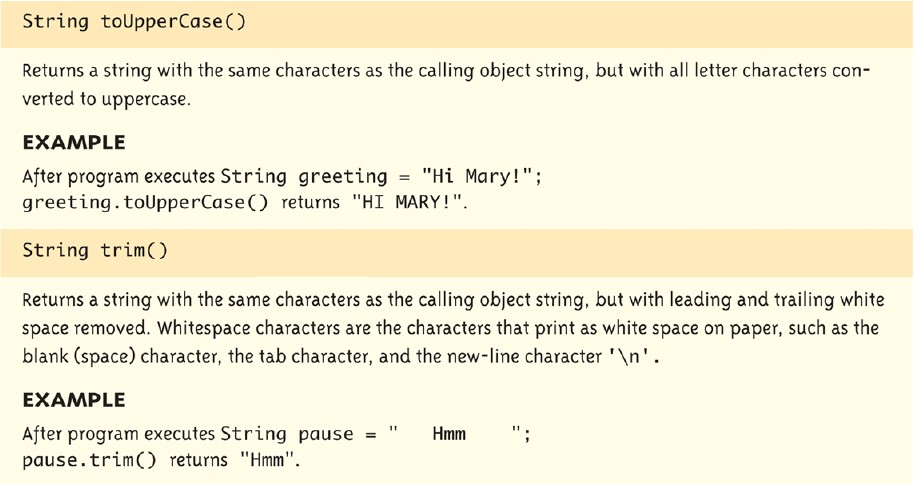 String toUpperCase()
Returns a string with the same characters as the calling object string, but with all letter characters con-
verted to uppercase.
EXAMPLE
After program executes String greeting = "Hi Mary!";
greeting.toUpperCase() returns "HI MARY!".
String trim()
Returns a string with the same characters as the calling object string, but with leading and trailing white
space removed. Whitespace characters are the characters that print as white space on paper, such as the
blank (space) character, the tab character, and the new-line character '\n'.
EXAMPLE
After program executes String pause = "   Hmm   ";
pause.trim() returns "Hmm".